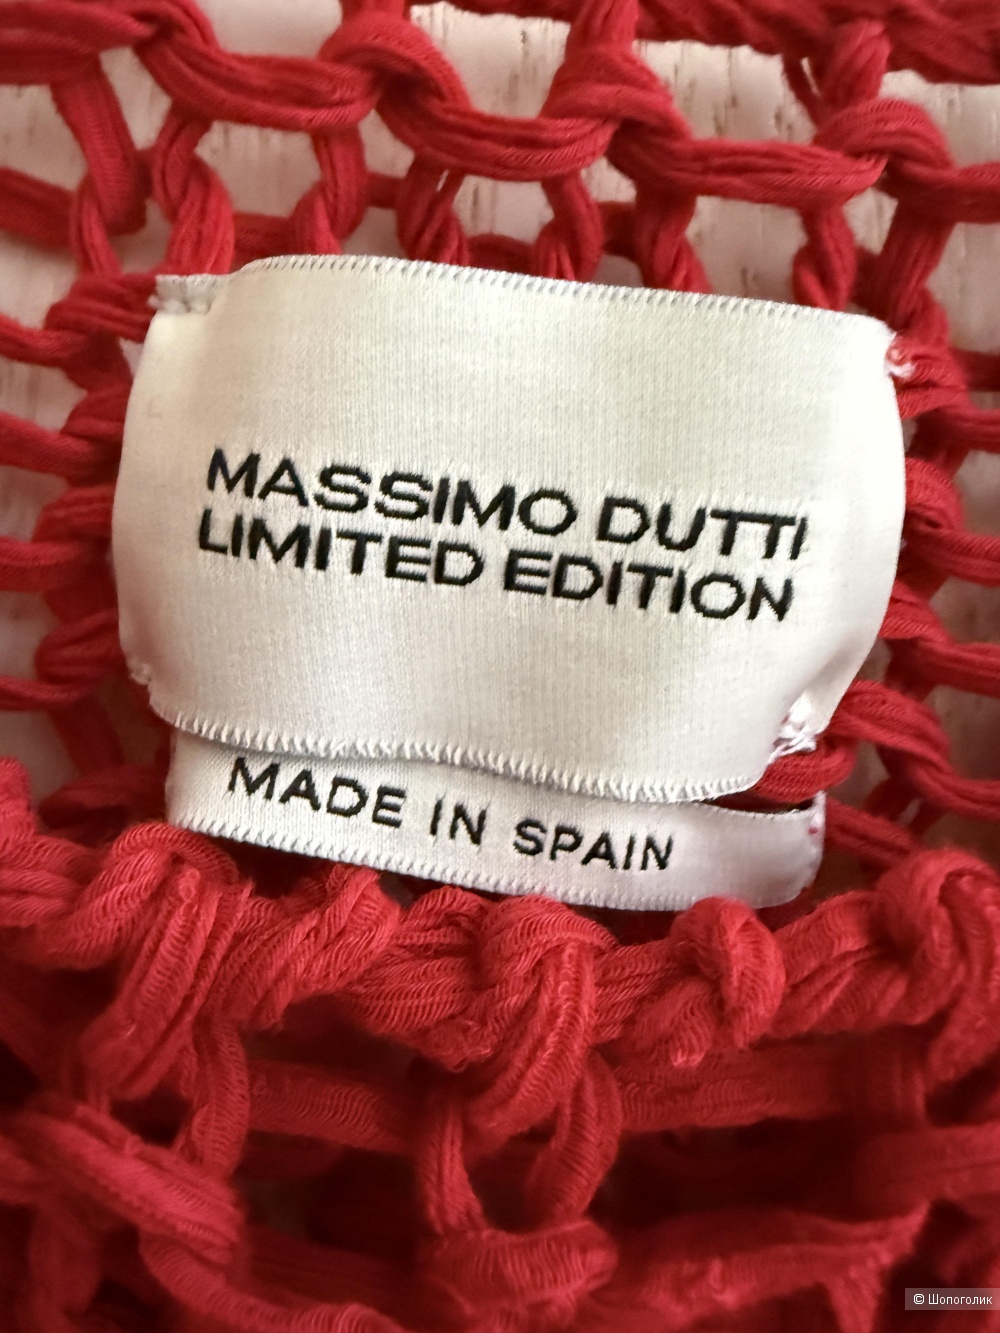 MASSIMO DUTTI
LIMITED EDITION
MADE IN SPAIN
© Шопоголик